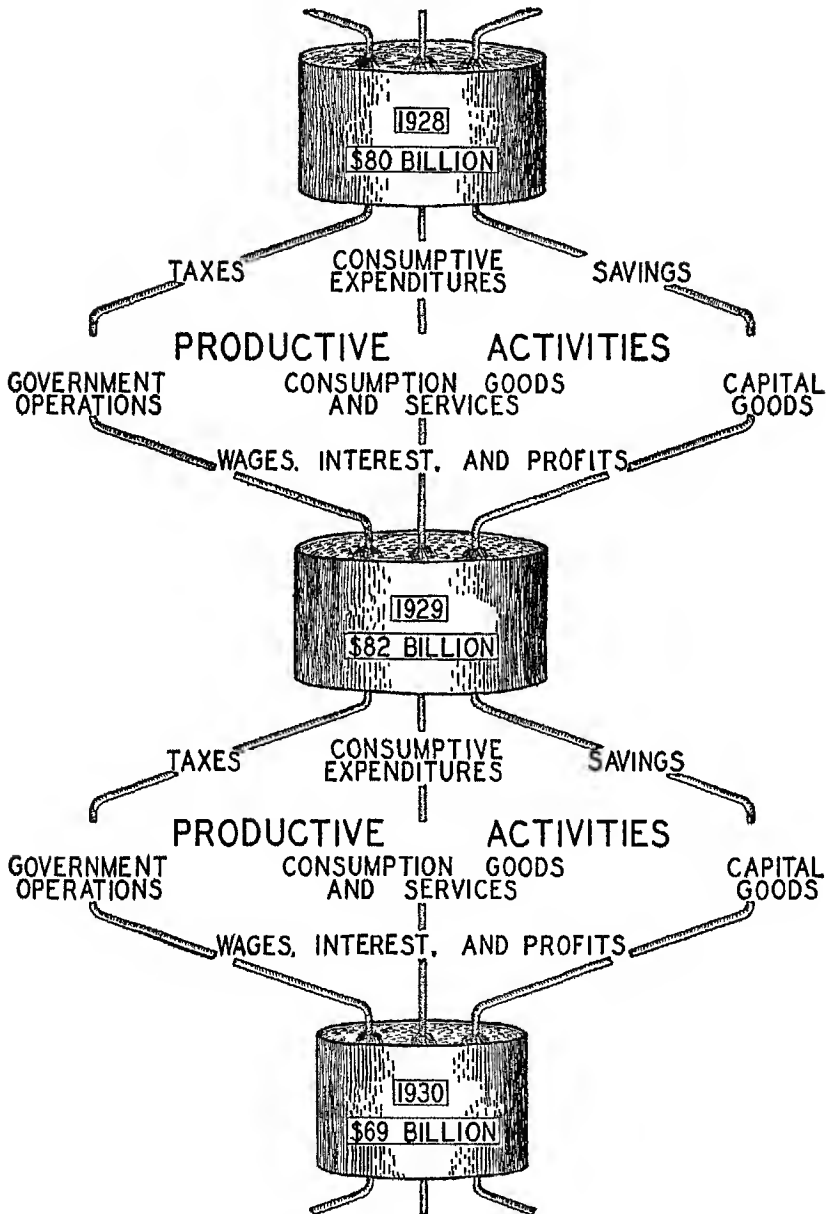 1928
$80 BILLION
TAXES
CONSUMPTIVE
EXPENDITURES
SAVINGS
PRODUCTIVE ACTIVITIES
GOVERNMENT
OPERATIONS
CONSUMPTION GOODS
AND SERVICES
CAPITAL
GOODS
WAGES, INTEREST, AND PROFITS
1929
$82 BILLION
TAXES
CONSUMPTIVE
EXPENDITURES
SAVINGS
PRODUCTIVE ACTIVITIES
GOVERNMENT
OPERATIONS
CONSUMPTION GOODS
AND SERVICES
CAPITAL
GOODS
WAGES, INTEREST, AND PROFITS
1930
$69 BILLION